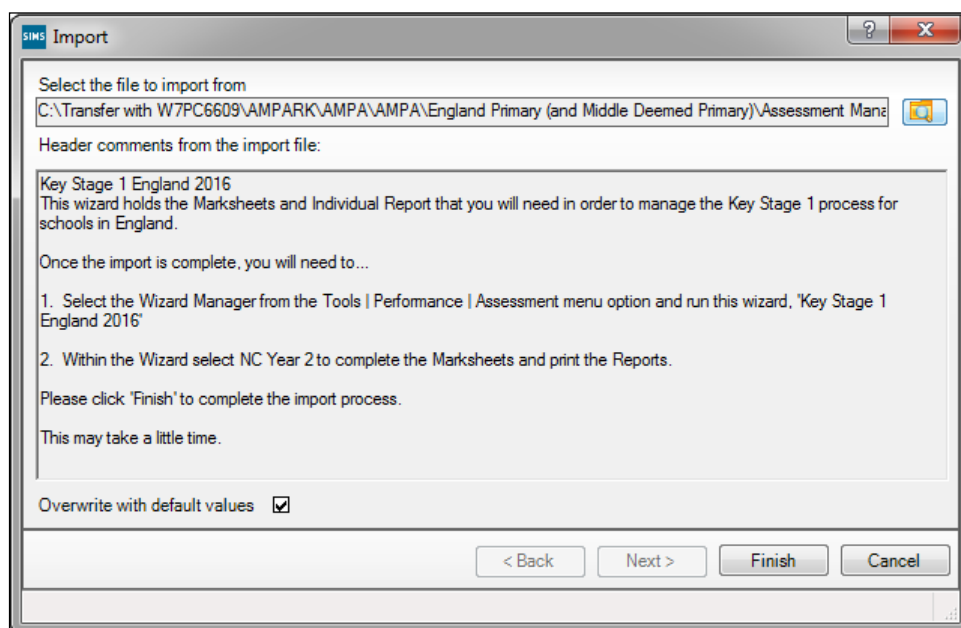 SIMS Import
? X
Select the file to import from
C:\Transfer with W7PC6609\AMPARK\AMPA\AMPA\England Primary (and Middle Deemed Primary)\Assessment Mana
Header comments from the import file:
Key Stage 1 England 2016
This wizard holds the Marksheets and Individual Report that you will need in order to manage the Key Stage 1 process for
schools in England.
Once the import is complete, you will need to...
1. Select the Wizard Manager from the Tools | Performance | Assessment menu option and run this wizard, 'Key Stage 1
England 2016'
2. Within the Wizard select NC Year 2 to complete the Marksheets and print the Reports.
Please click 'Finish' to complete the import process.
This may take a little time.
Overwrite with default values
< Back Next > Finish Cancel